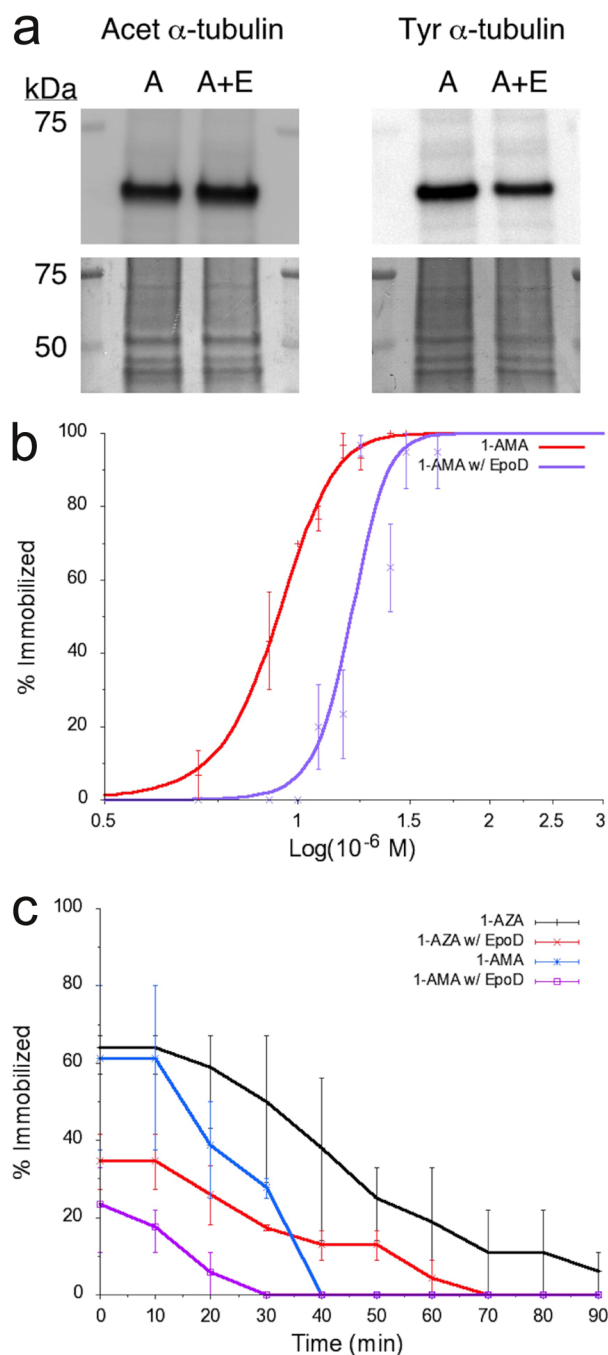 a
Acet α-tubulin Tyr α-tubulin
kDa A A+E A A+E
75
75
50
b
100
80
60
40
20
0
% Immobilized
1-AMA
1-AMA w/ EpoD
0.5 1 1.5 2 2.5 3
Log(10⁻⁶ M)
c
100
80
60
40
20
0
% Immobilized
1-AZA
1-AZA w/ EpoD
1-AMA
1-AMA w/ EpoD
0 10 20 30 40 50 60 70 80 90
Time (min)